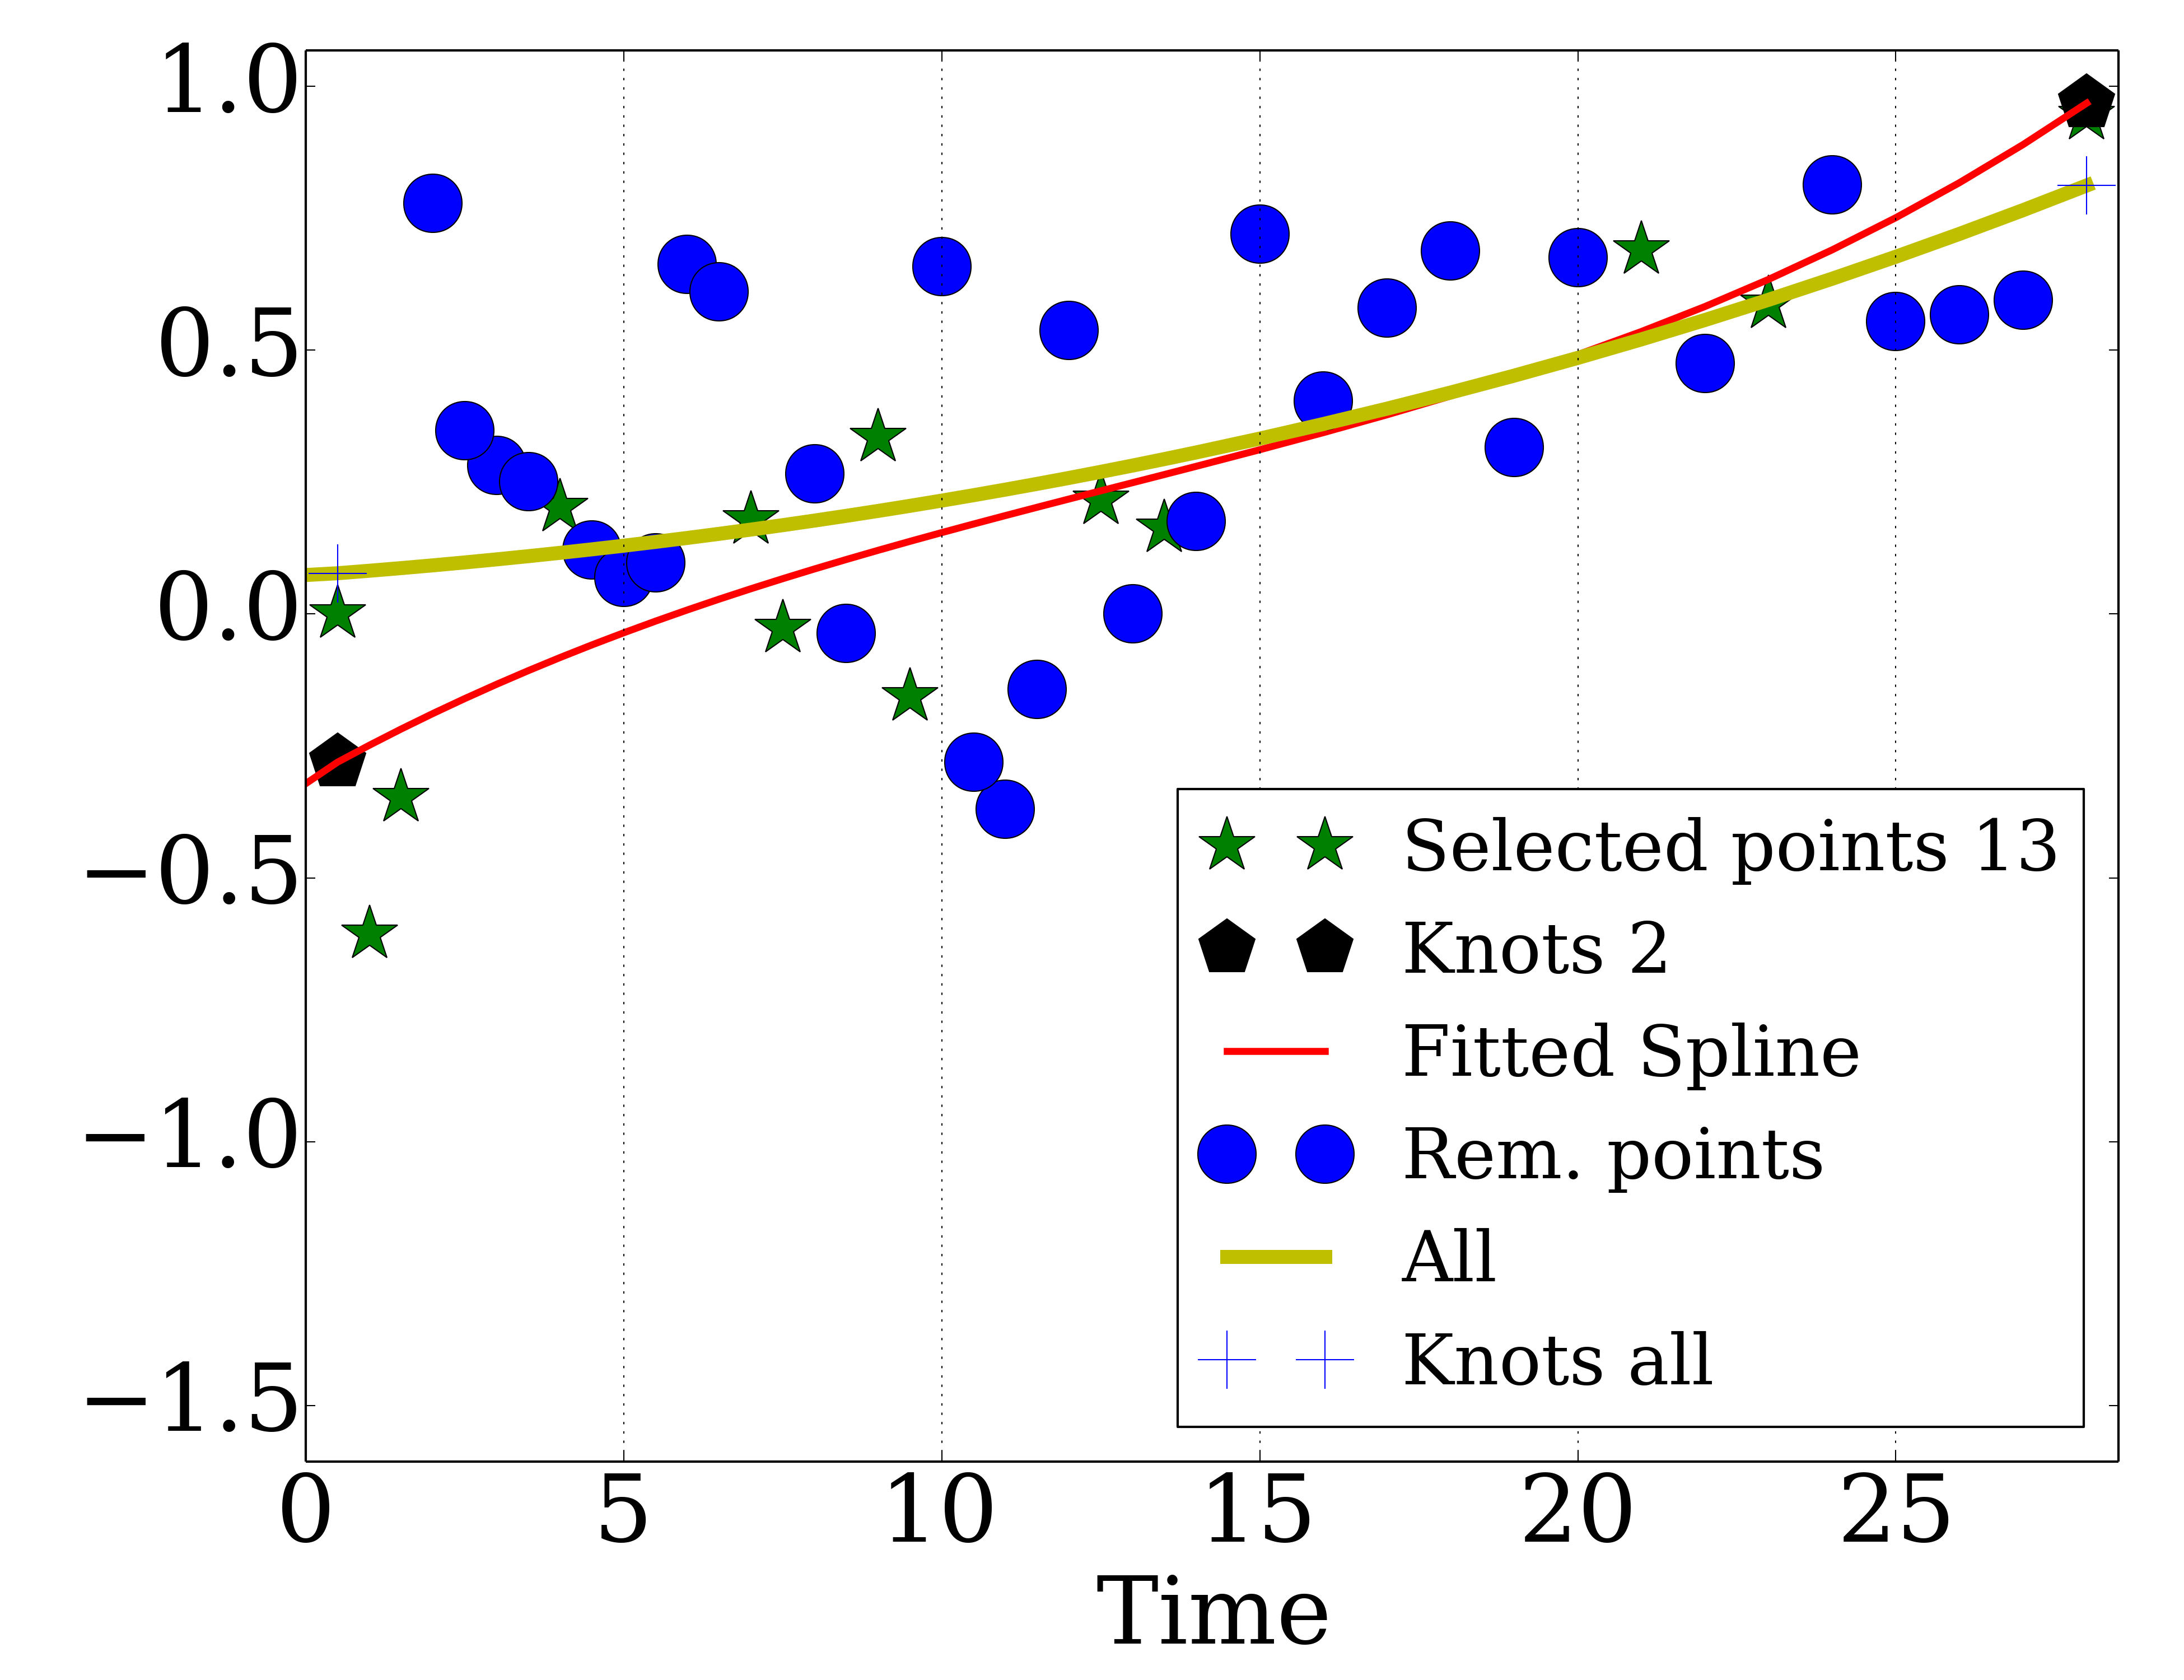 1.0
0.5
0.0
−0.5
−1.0
−1.5
0 5 10 15 20 25
Time
Selected points 13
Knots 2
Fitted Spline
Rem. points
All
Knots all